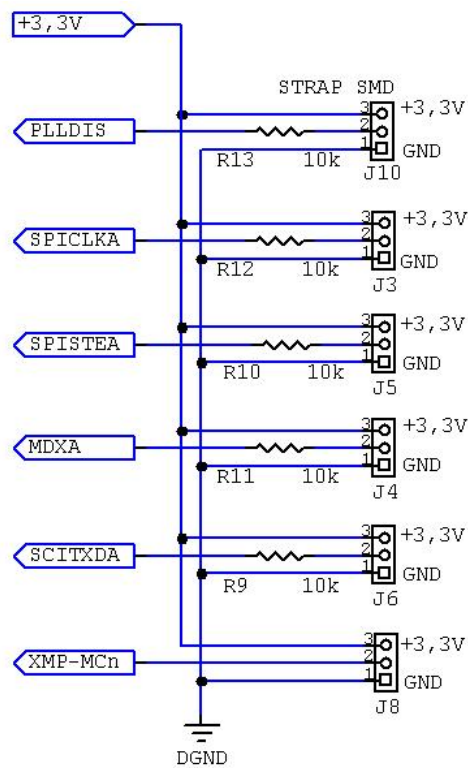 +3,3V
STRAP SMD
3 +3,3V
PLLDIS 2
1 GND
R13 10k J10
3 +3,3V
SPICLKA 2
1 GND
R12 10k J3
3 +3,3V
SPISTEA 2
1 GND
R10 10k J5
3 +3,3V
MDXA 2
1 GND
R11 10k J4
3 +3,3V
SCITXDA 2
1 GND
R9 10k J6
3 +3,3V
XMP-MCn 2
1 GND
J8
DGND